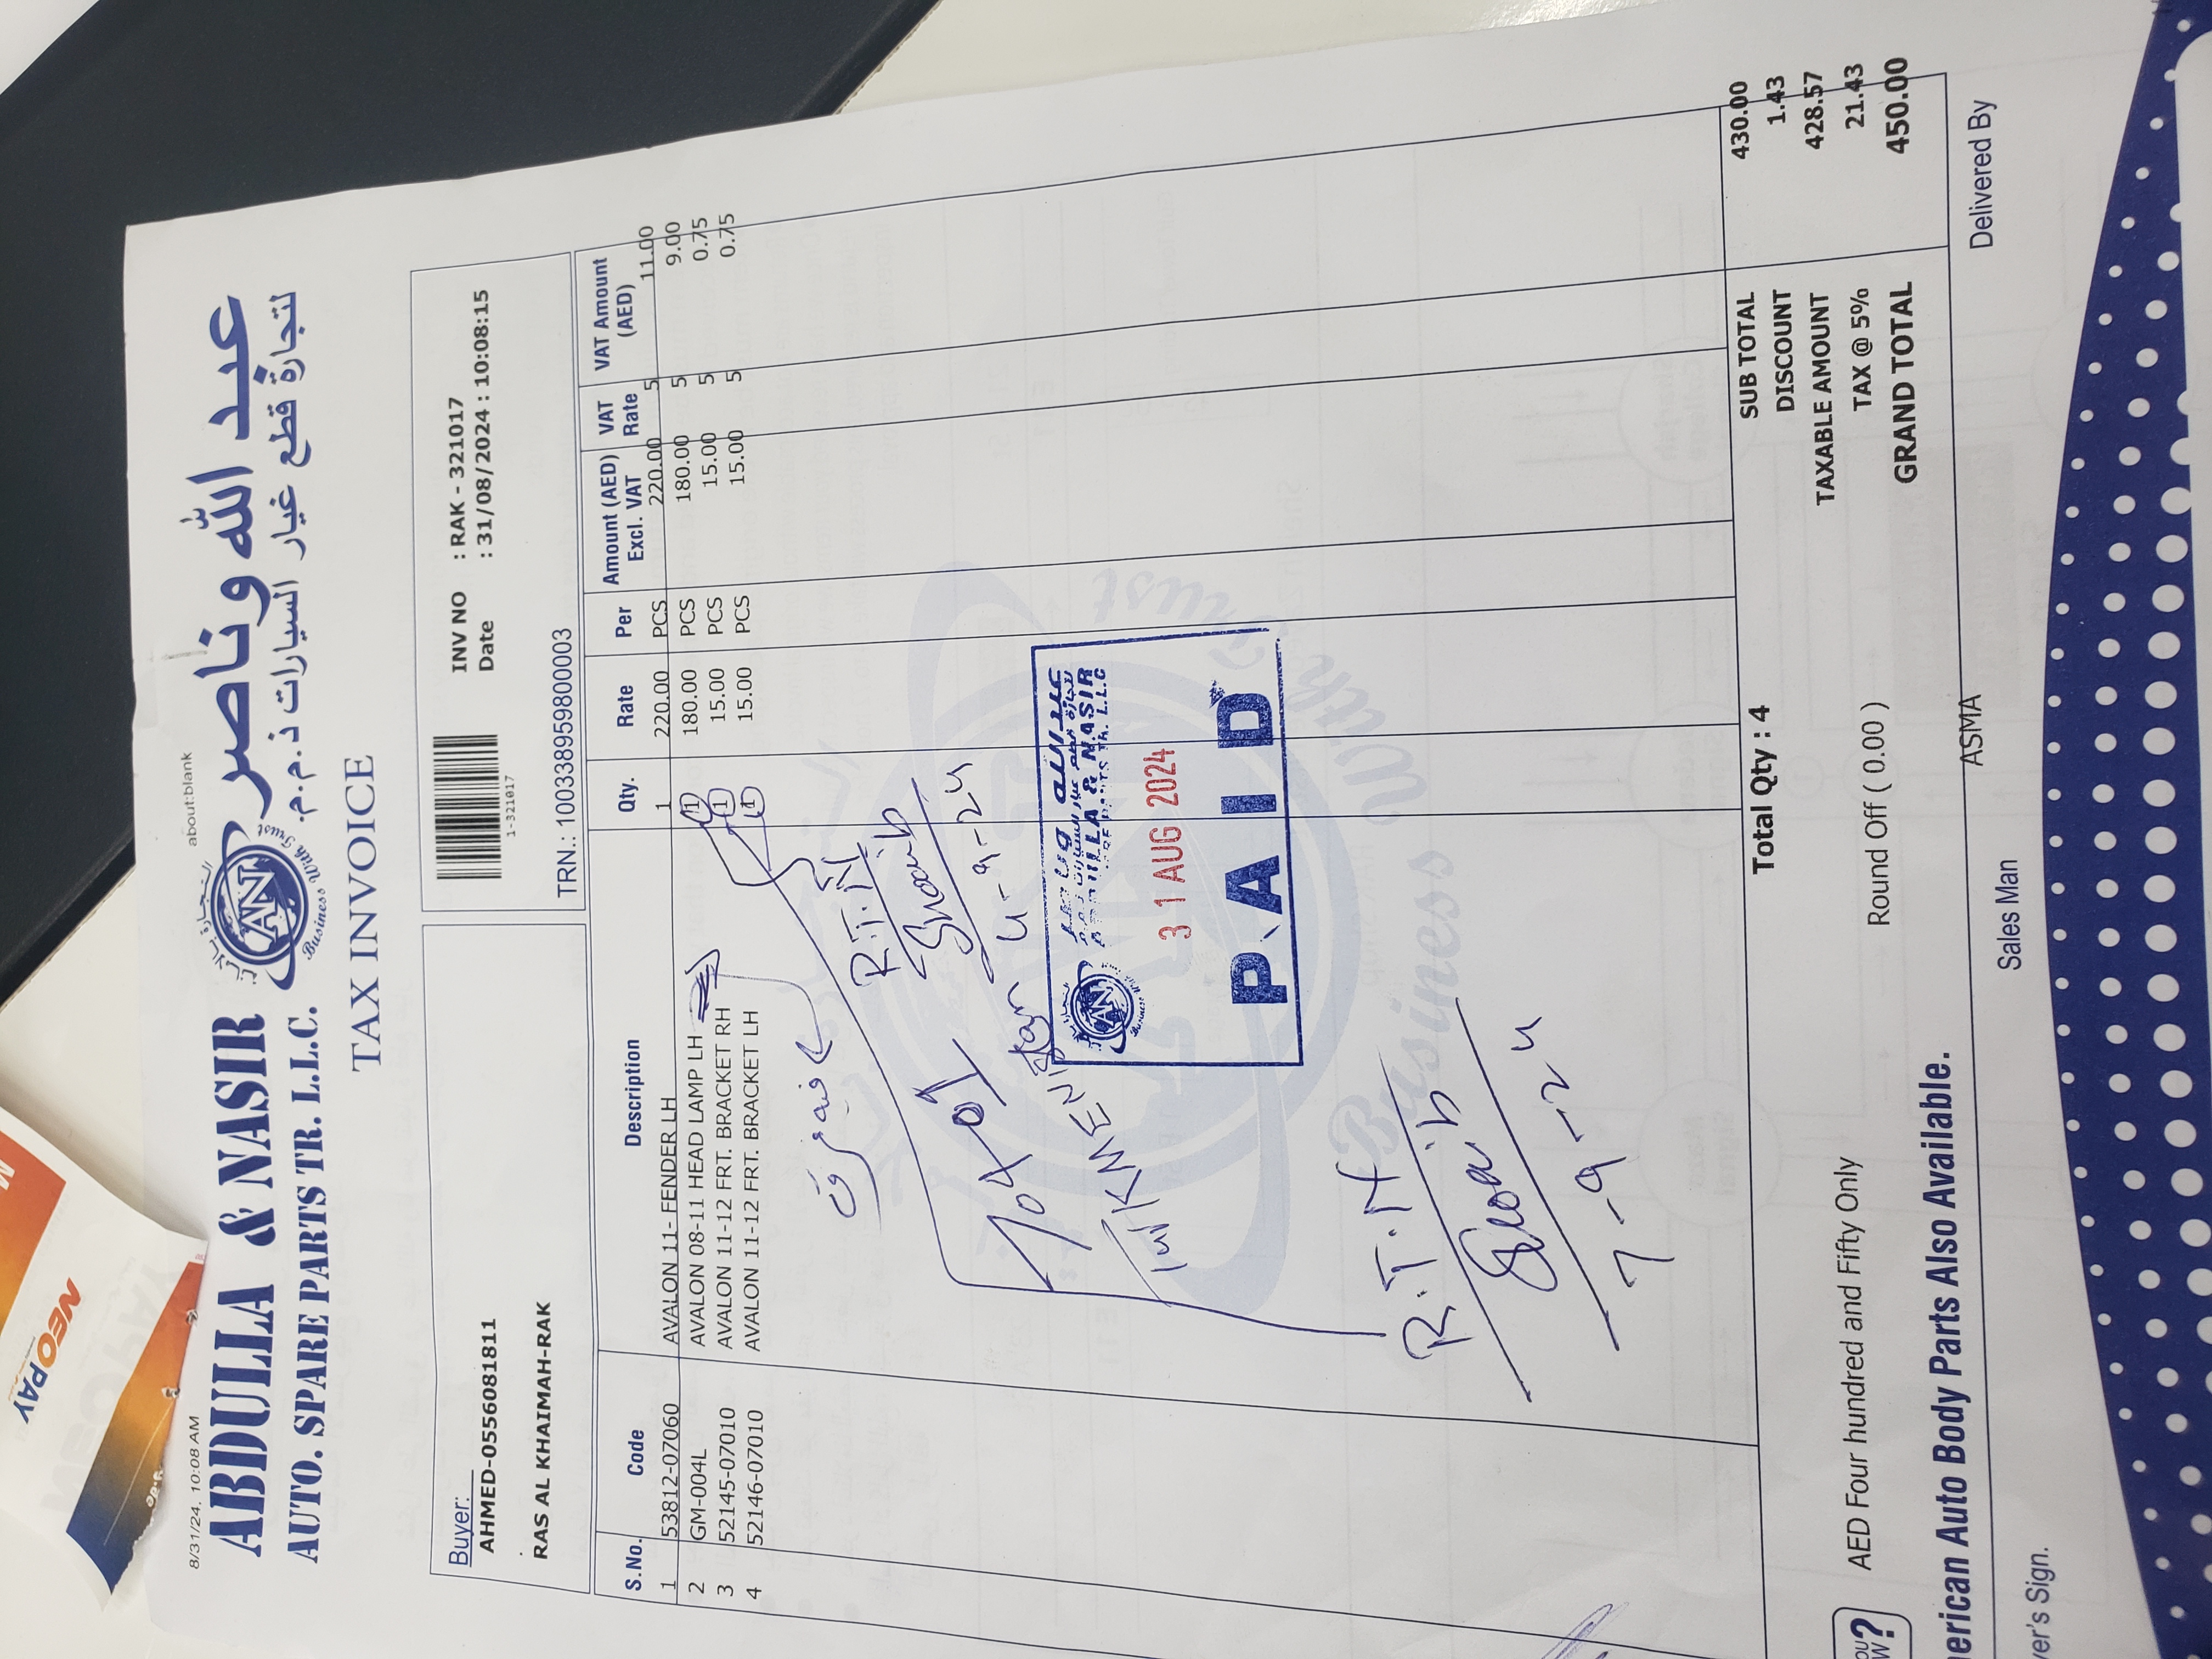 NEOPAY
8/31/24, 10:08 AM
about:blank
ABDULLA & NASIR
AUTO. SPARE PARTS TR. L.L.C.
AN
Business With Trust
عبد الله وناصر
لتجارة قطع غيار السيارات ذ.م.م.
TAX INVOICE
Buyer:
AHMED-0556081811
RAS AL KHAIMAH-RAK
1-321017
INV NO : RAK - 321017
Date : 31/08/2024 : 10:08:15
TRN.: 100338959800003
S.No. Code Description Qty. Rate Per Amount (AED) Excl. VAT VAT Rate VAT Amount (AED)
1 53812-07060 AVALON 11- FENDER LH 1 220.00 PCS 220.00 5 11.00
2 GM-004L AVALON 08-11 HEAD LAMP LH 1 180.00 PCS 180.00 5 9.00
3 52145-07010 AVALON 11-12 FRT. BRACKET RH 1 15.00 PCS 15.00 5 0.75
4 52146-07010 AVALON 11-12 FRT. BRACKET LH 1 15.00 PCS 15.00 5 0.75
R.T.N
Shoaib
4-9-24
AN
31 AUG 2024
PAID
R.T.N
Shoaib
7-9-24
Business With Trust
Total Qty : 4
SUB TOTAL 430.00
DISCOUNT 1.43
TAXABLE AMOUNT 428.57
TAX @ 5% 21.43
GRAND TOTAL 450.00
AED Four hundred and Fifty Only
Round Off ( 0.00 )
erican Auto Body Parts Also Available.
ASMA
ver's Sign.
Sales Man
Delivered By